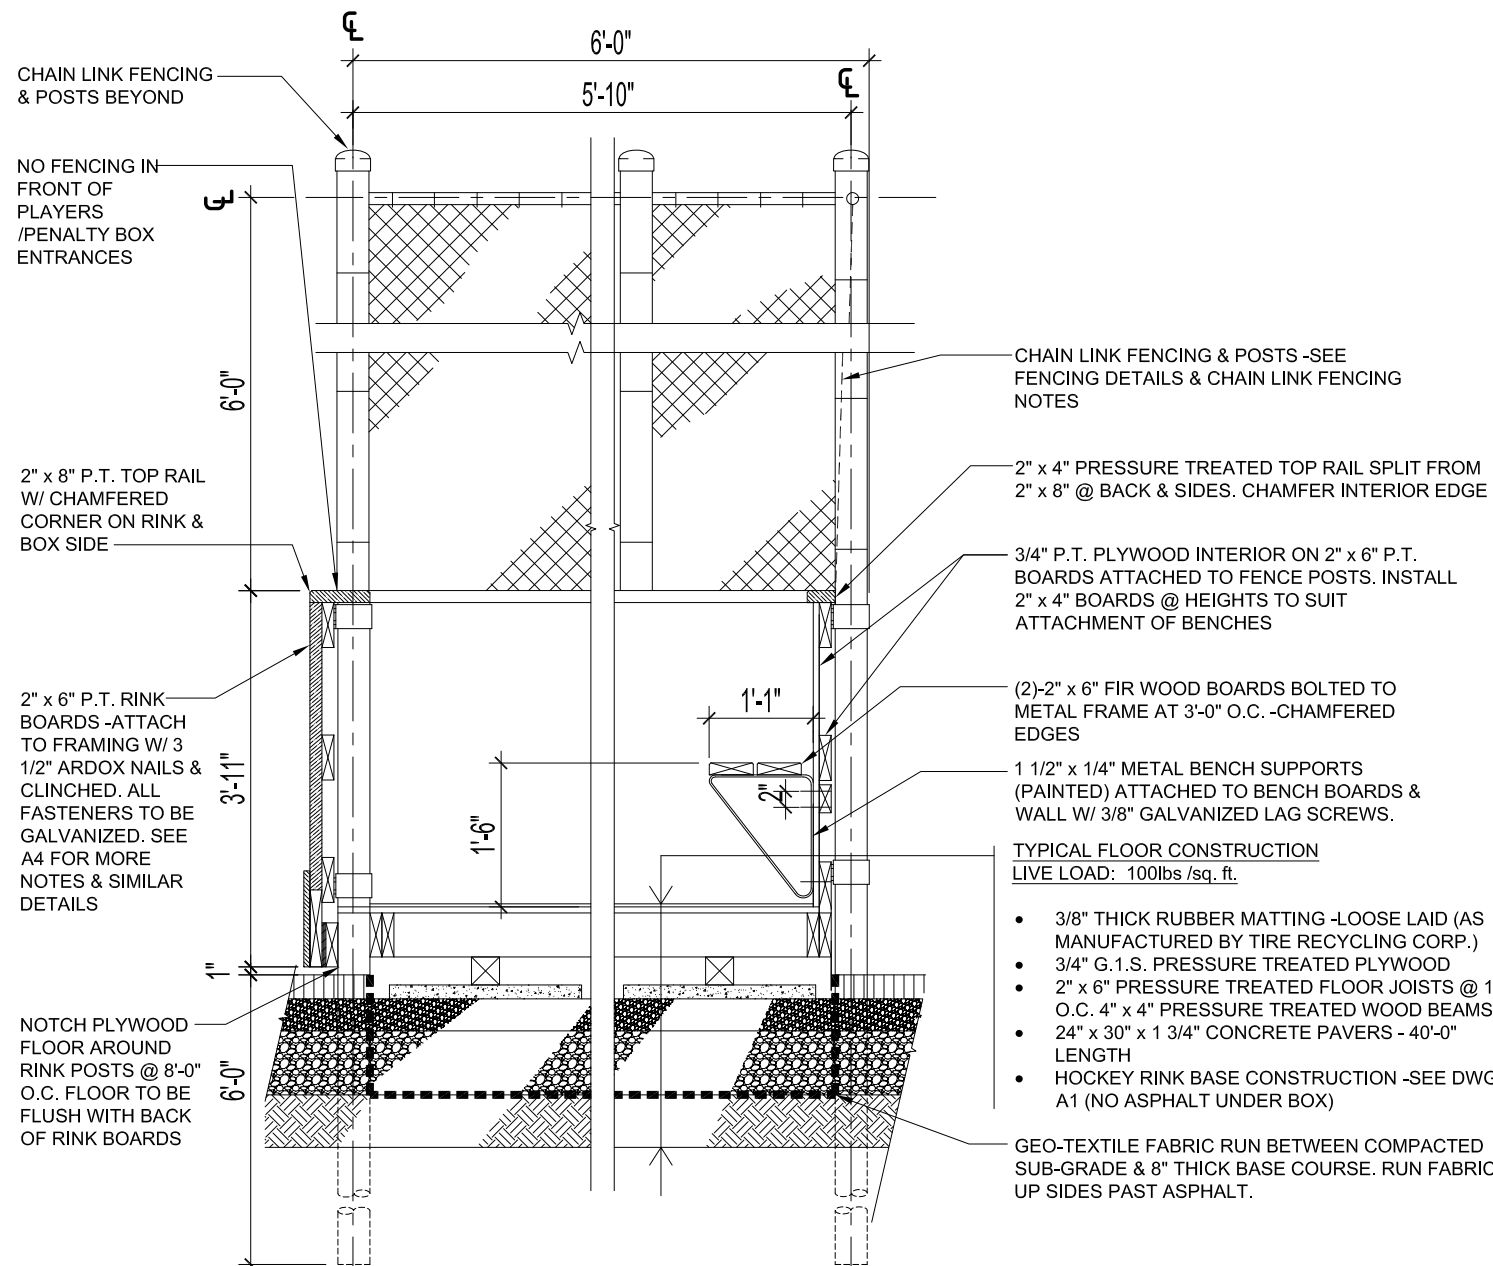 ℄
6'-0"
CHAIN LINK FENCING
& POSTS BEYOND
℄
5'-10"
NO FENCING IN
FRONT OF
PLAYERS
/PENALTY BOX
ENTRANCES
℄
6'-0"
CHAIN LINK FENCING & POSTS -SEE
FENCING DETAILS & CHAIN LINK FENCING
NOTES
2" x 8" P.T. TOP RAIL
W/ CHAMFERED
CORNER ON RINK &
BOX SIDE
2" x 4" PRESSURE TREATED TOP RAIL SPLIT FROM
2" x 8" @ BACK & SIDES. CHAMFER INTERIOR EDGE
3/4" P.T. PLYWOOD INTERIOR ON 2" x 6" P.T.
BOARDS ATTACHED TO FENCE POSTS. INSTALL
2" x 4" BOARDS @ HEIGHTS TO SUIT
ATTACHMENT OF BENCHES
2" x 6" P.T. RINK
BOARDS -ATTACH
TO FRAMING W/ 3
1/2" ARDOX NAILS &
CLINCHED. ALL
FASTENERS TO BE
GALVANIZED. SEE
A4 FOR MORE
NOTES & SIMILAR
DETAILS
3'-11"
1'-1"
2"
1'-6"
(2)-2" x 6" FIR WOOD BOARDS BOLTED TO
METAL FRAME AT 3'-0" O.C. -CHAMFERED
EDGES
1 1/2" x 1/4" METAL BENCH SUPPORTS
(PAINTED) ATTACHED TO BENCH BOARDS &
WALL W/ 3/8" GALVANIZED LAG SCREWS.
TYPICAL FLOOR CONSTRUCTION
LIVE LOAD: 100lbs /sq. ft.
• 3/8" THICK RUBBER MATTING -LOOSE LAID (AS
MANUFACTURED BY TIRE RECYCLING CORP.)
• 3/4" G.1.S. PRESSURE TREATED PLYWOOD
• 2" x 6" PRESSURE TREATED FLOOR JOISTS @ 1
O.C. 4" x 4" PRESSURE TREATED WOOD BEAMS
• 24" x 30" x 1 3/4" CONCRETE PAVERS - 40'-0"
LENGTH
• HOCKEY RINK BASE CONSTRUCTION -SEE DWG
A1 (NO ASPHALT UNDER BOX)
1"
NOTCH PLYWOOD
FLOOR AROUND
RINK POSTS @ 8'-0"
O.C. FLOOR TO BE
FLUSH WITH BACK
OF RINK BOARDS
6'-0"
GEO-TEXTILE FABRIC RUN BETWEEN COMPACTED
SUB-GRADE & 8" THICK BASE COURSE. RUN FABRIC
UP SIDES PAST ASPHALT.